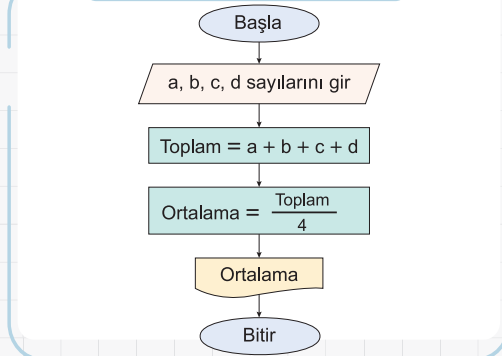 Başla
a, b, c, d sayılarını gir
Toplam = a + b + c + d
Ortalama = Toplam / 4
Ortalama
Bitir